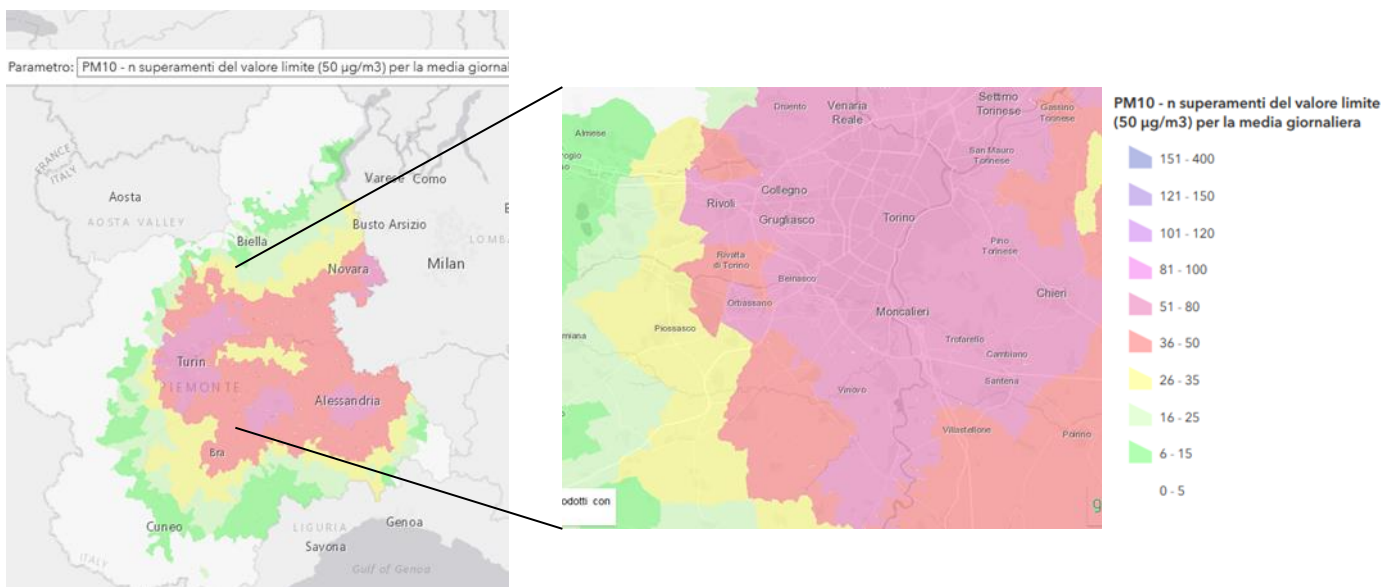 Parametro: PM10 - n superamenti del valore limite (50 µg/m3) per la media giornal
FRANCE
ITALY
Aosta
AOSTA VALLEY
Varese Como
Biella
Busto Arsizio
LOMB
Novara
Milan
Turin
PIEMONTE
Alessandria
Bra
Cuneo
LIGURIA
Genoa
Savona
ITALY
Gulf of Genoa
Druento
Venaria
Reale
Settimo
Torinese
Gassino
Torinese
Almese
San Mauro
Torinese
Collegno
Rivoli
Grugliasco
Torino
Pino
Torinese
Rivalta
di Torino
Beinasco
Chieri
Orbassano
Moncalieri
Piossasco
Trofarello
Cambiano
Santena
Vinovo
Villastellone
Poirino
odotti con
PM10 - n superamenti del valore limite
(50 µg/m3) per la media giornaliera
151 - 400
121 - 150
101 - 120
81 - 100
51 - 80
36 - 50
26 - 35
16 - 25
6 - 15
0 - 5